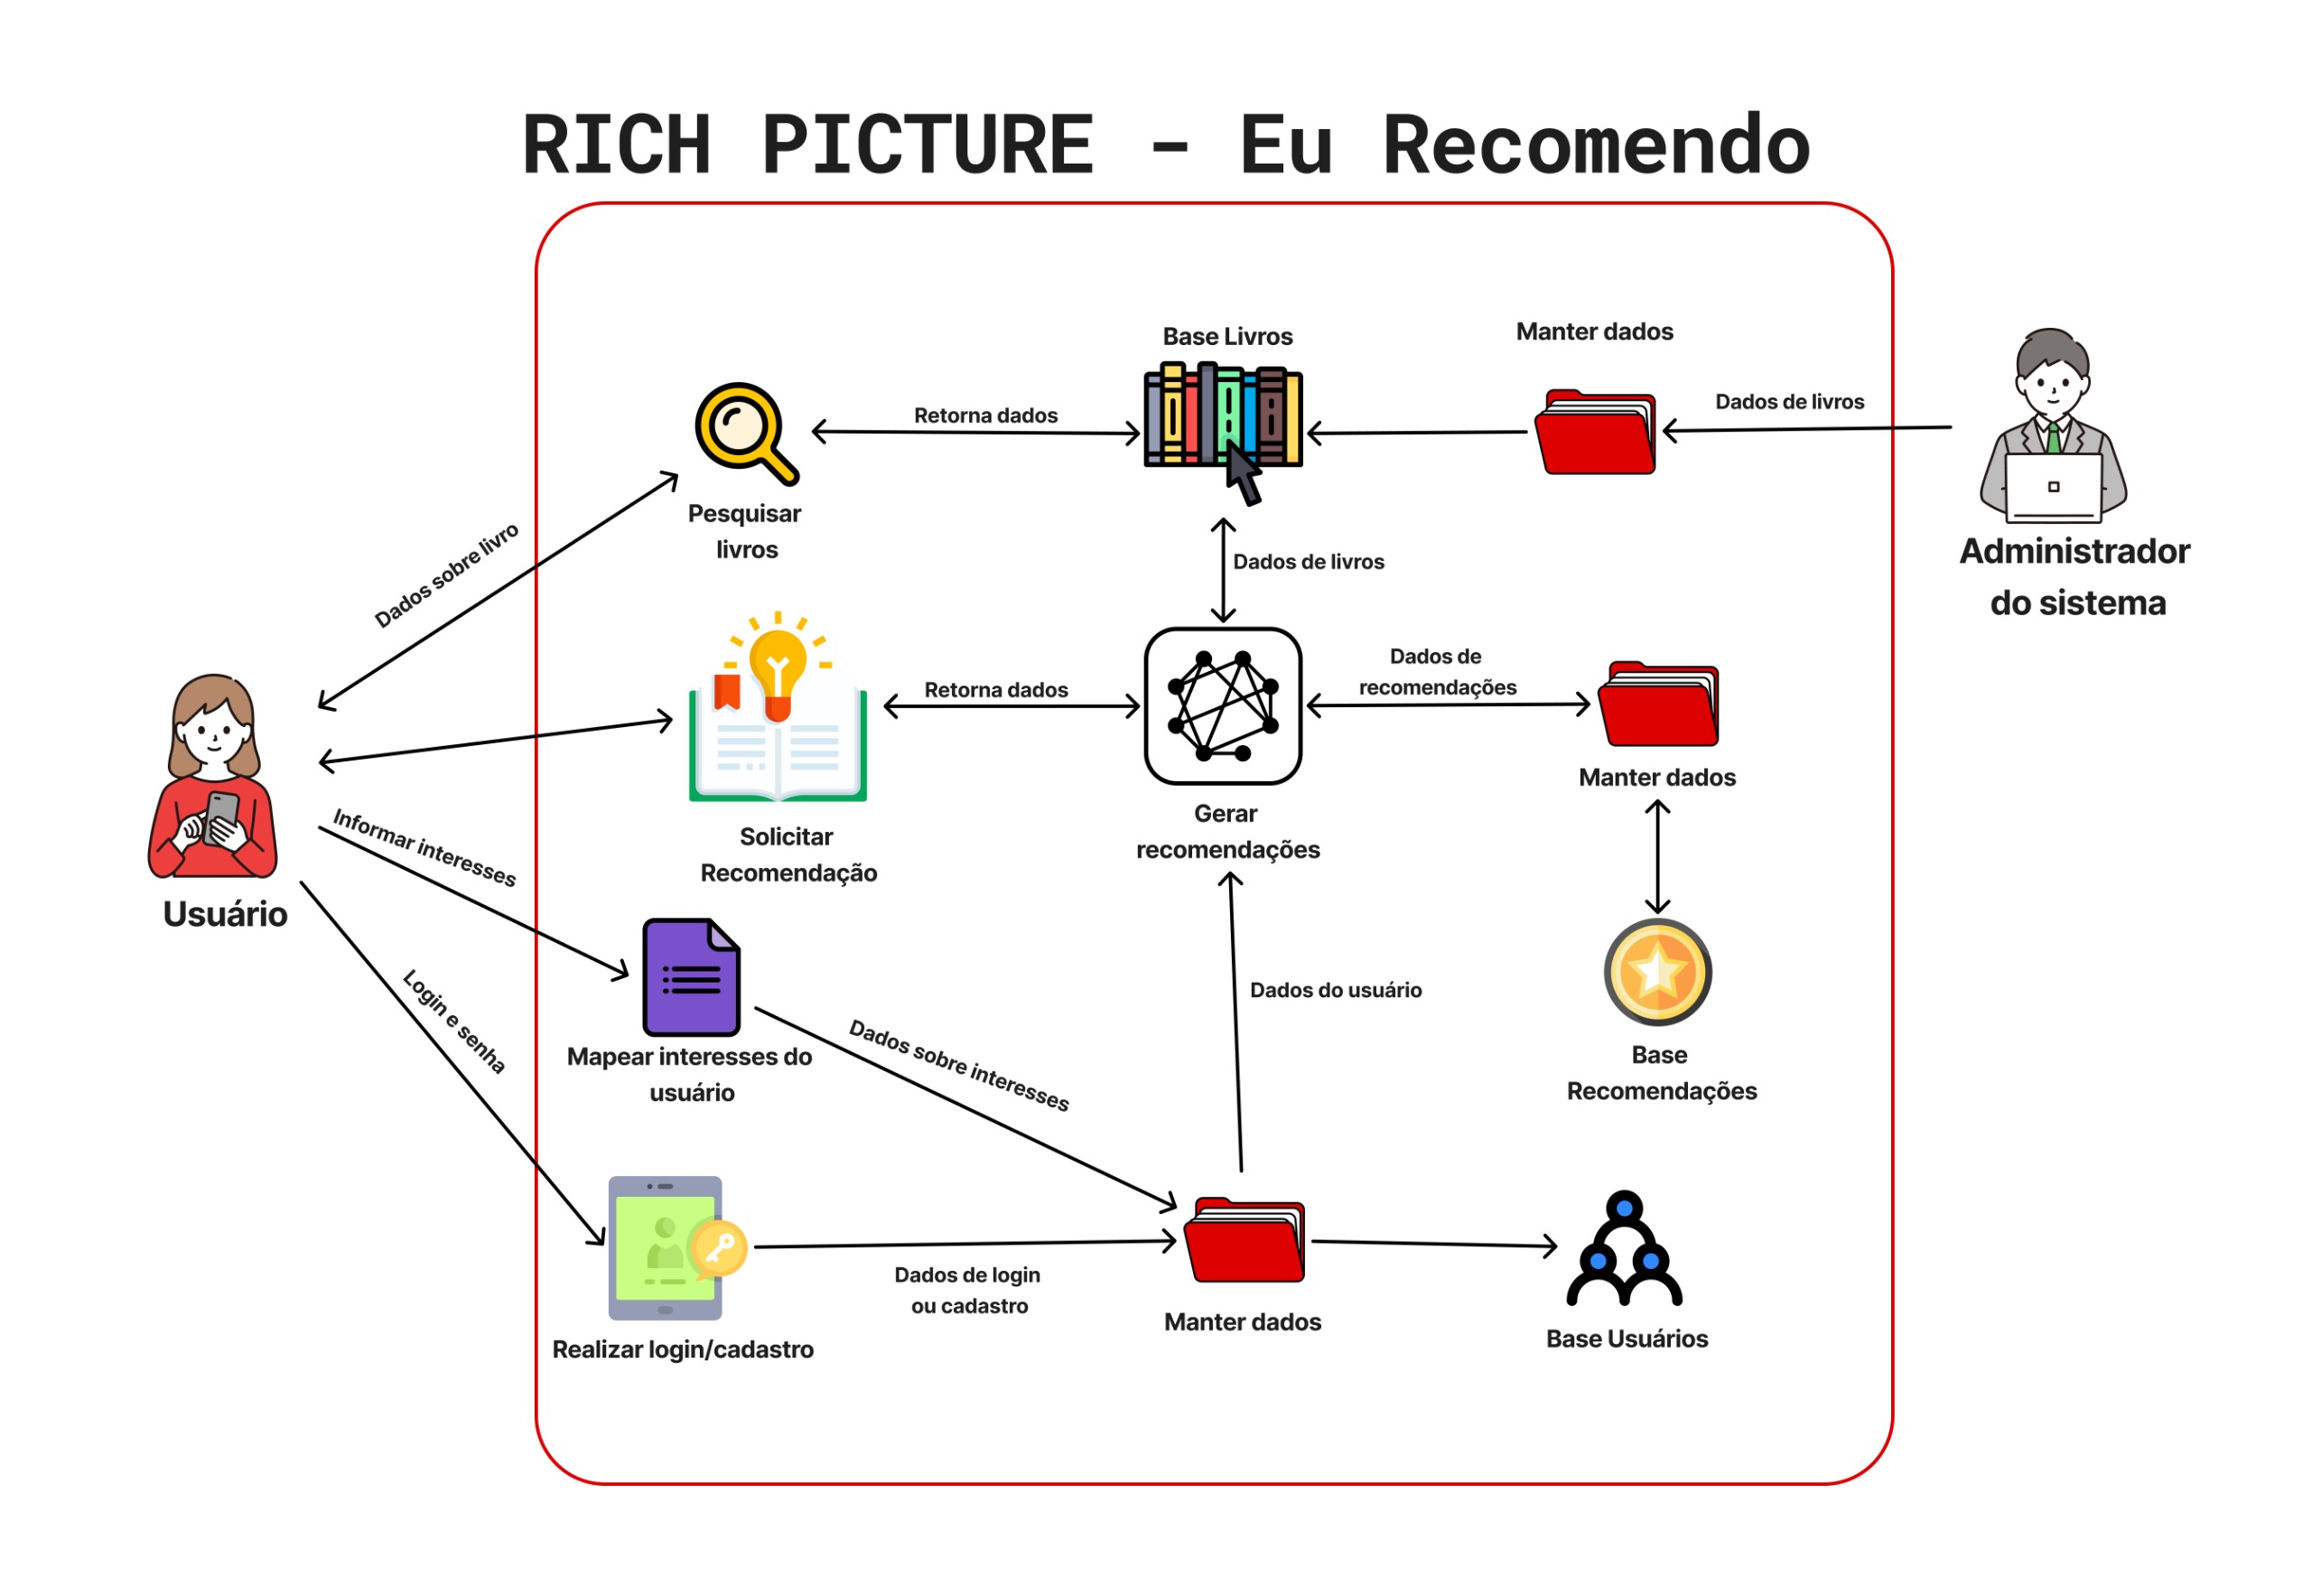 RICH PICTURE - Eu Recomendo
Base Livros
Manter dados
Retorna dados
Dados de livros
Pesquisar
livros
Dados sobre livro
Administrador
do sistema
Dados de livros
Retorna dados
Dados de
recomendações
Manter dados
Gerar
recomendações
Solicitar
Recomendação
Informar interesses
Usuário
Login e senha
Dados do usuário
Dados sobre interesses
Mapear interesses do
usuário
Base
Recomendações
Dados de login
ou cadastro
Manter dados
Realizar login/cadastro
Base Usuários